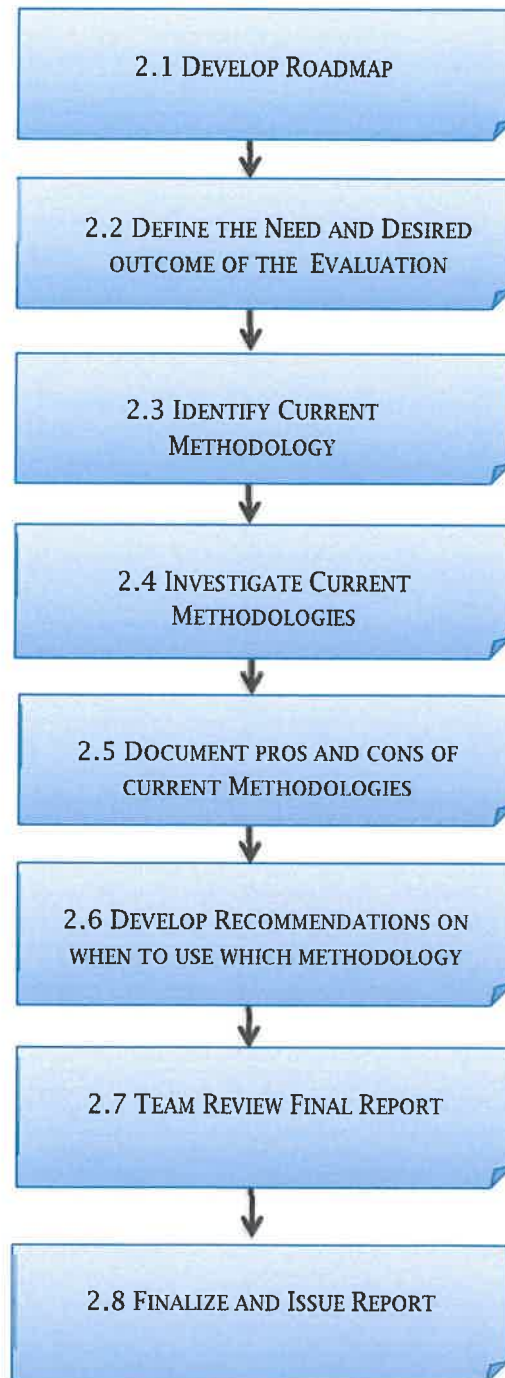 2.1 DEVELOP ROADMAP
2.2 DEFINE THE NEED AND DESIRED
OUTCOME OF THE EVALUATION
2.3 IDENTIFY CURRENT
METHODOLOGY
2.4 INVESTIGATE CURRENT
METHODOLOGIES
2.5 DOCUMENT PROS AND CONS OF
CURRENT METHODOLOGIES
2.6 DEVELOP RECOMMENDATIONS ON
WHEN TO USE WHICH METHODOLOGY
2.7 TEAM REVIEW FINAL REPORT
2.8 FINALIZE AND ISSUE REPORT